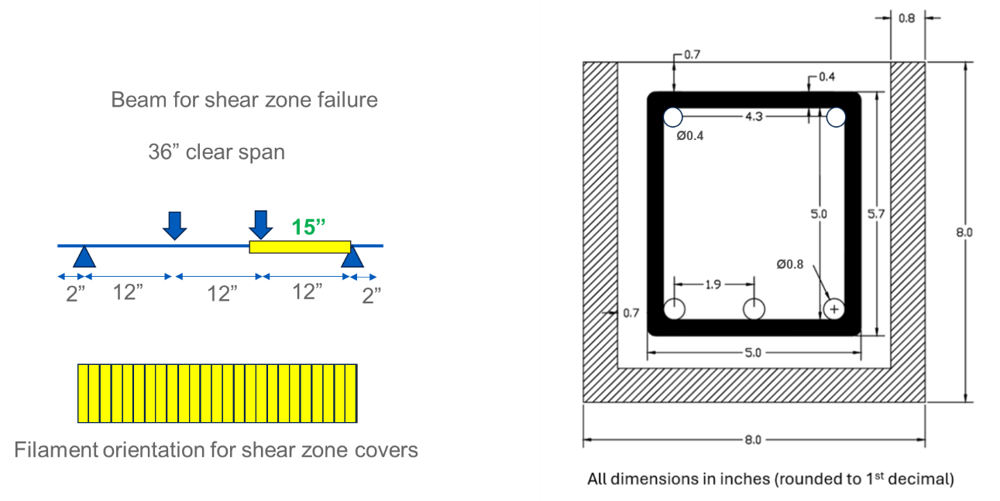 Beam for shear zone failure
36” clear span
15”
2”
12”
12”
12”
2”
Filament orientation for shear zone covers
0.8
0.7
0.4
4.3
Ø0.4
5.0
5.7
8.0
Ø0.8
1.9
0.7
5.0
8.0
All dimensions in inches (rounded to 1st decimal)